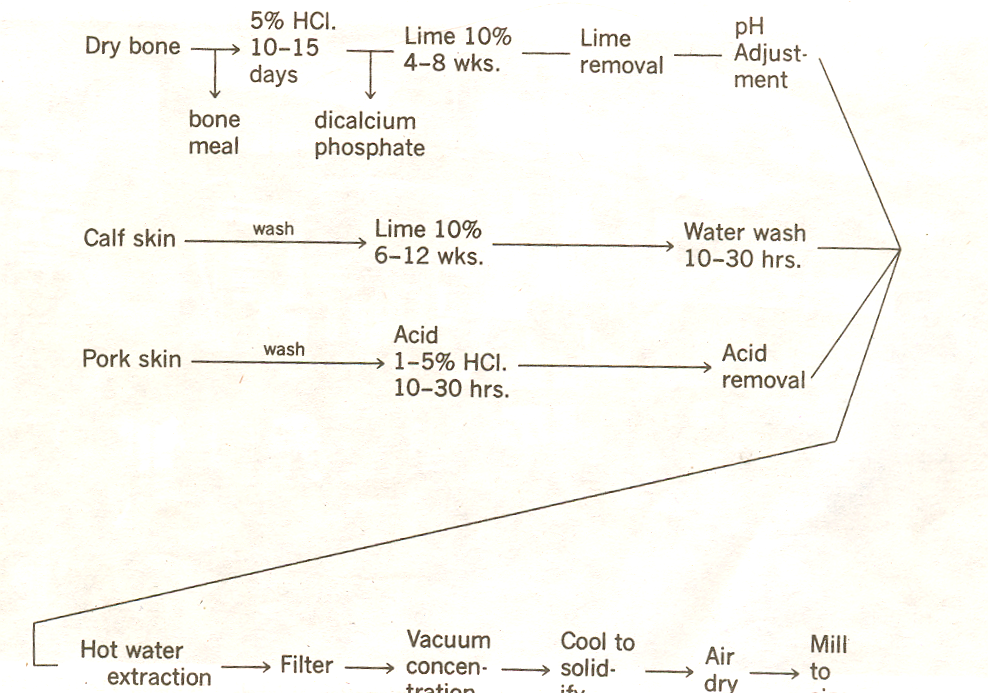 Dry bone
5% HCl.
10–15
days
Lime 10%
4–8 wks.
Lime
removal
pH
Adjust-
ment
bone
meal
dicalcium
phosphate
Calf skin
wash
Lime 10%
6–12 wks.
Water wash
10–30 hrs.
Pork skin
wash
Acid
1–5% HCl.
10–30 hrs.
Acid
removal
Hot water
extraction
Filter
Vacuum
concen-
tration
Cool to
solid-
ify
Air
dry
Mill
to